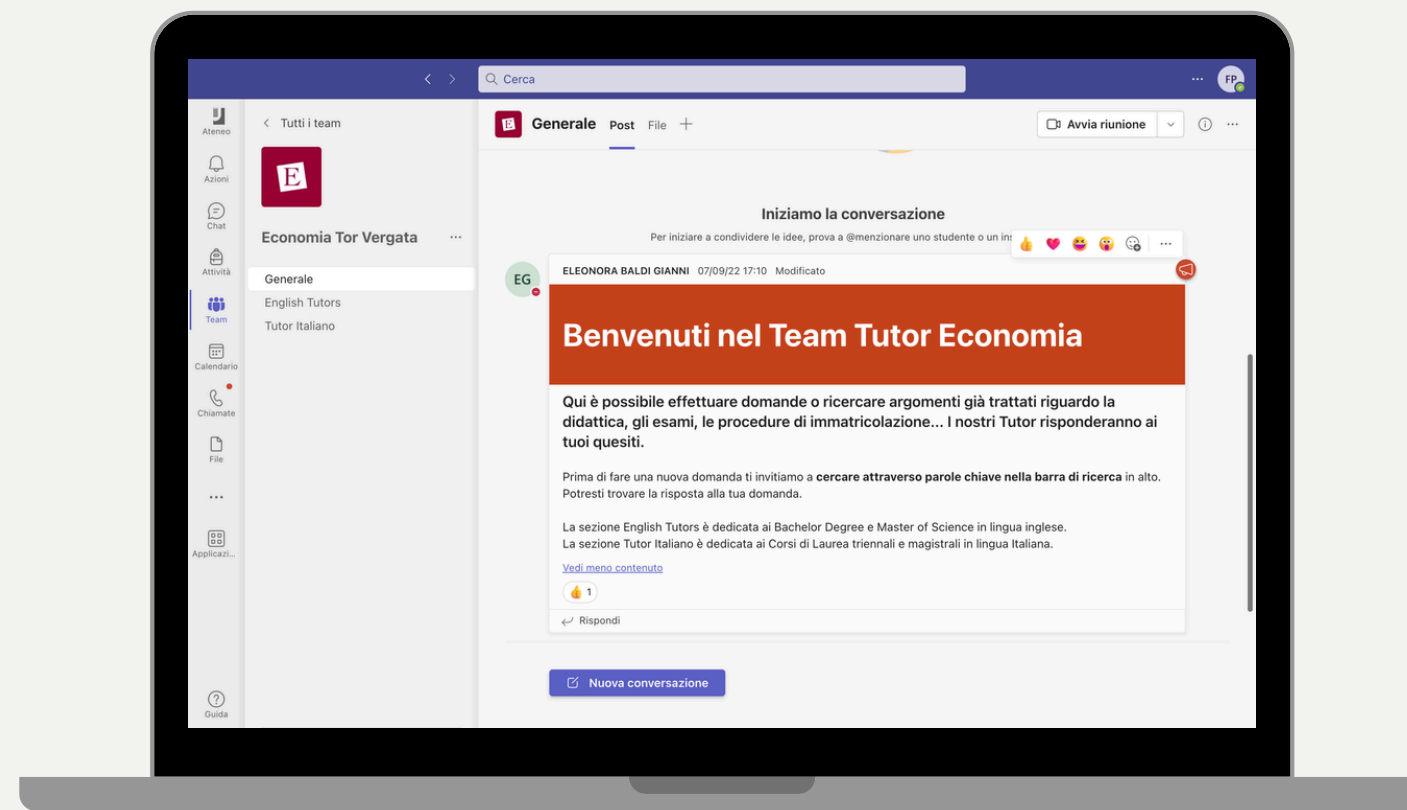 Cerca
FP
Ateneo
Azioni
Chat
Attività
Team
Calendario
Chiamate
File
Applicazi...
Guida
Tutti i team
E
Economia Tor Vergata
Generale
English Tutors
Tutor Italiano
E
Generale Post File
Avvia riunione
Iniziamo la conversazione
Per iniziare a condividere le idee, prova a @menzionare uno studente o un
EG
ELEONORA BALDI GIANNI 07/09/22 17:10 Modificato
Benvenuti nel Team Tutor Economia
Qui è possibile effettuare domande o ricercare argomenti già trattati riguardo la
didattica, gli esami, le procedure di immatricolazione... I nostri Tutor risponderanno ai
tuoi quesiti.
Prima di fare una nuova domanda ti invitiamo a cercare attraverso parole chiave nella barra di ricerca in alto.
Potresti trovare la risposta alla tua domanda.
La sezione English Tutors è dedicata ai Bachelor Degree e Master of Science in lingua inglese.
La sezione Tutor Italiano è dedicata ai Corsi di Laurea triennali e magistrali in lingua Italiana.
Vedi meno contenuto
1
Rispondi
Nuova conversazione